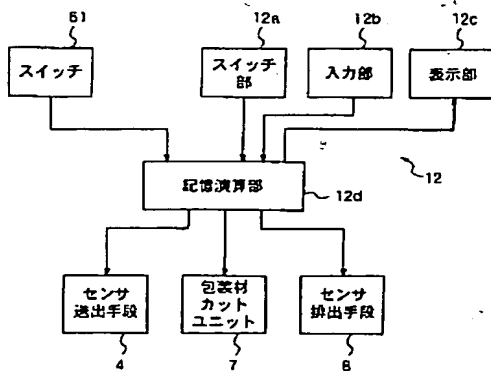 51
12a
12b
12c
スイッチ
スイッチ
部
入力部
表示部
12
記憶演算部
12d
センサ
送出手段
包装材
カット
ユニット
センサ
排出手段
4
7
8